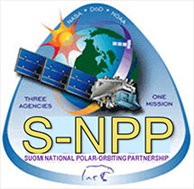 NASA • DoD • NOAA
THREE AGENCIES
ONE MISSION
S-NPP
SUOMI NATIONAL POLAR-ORBITING PARTNERSHIP